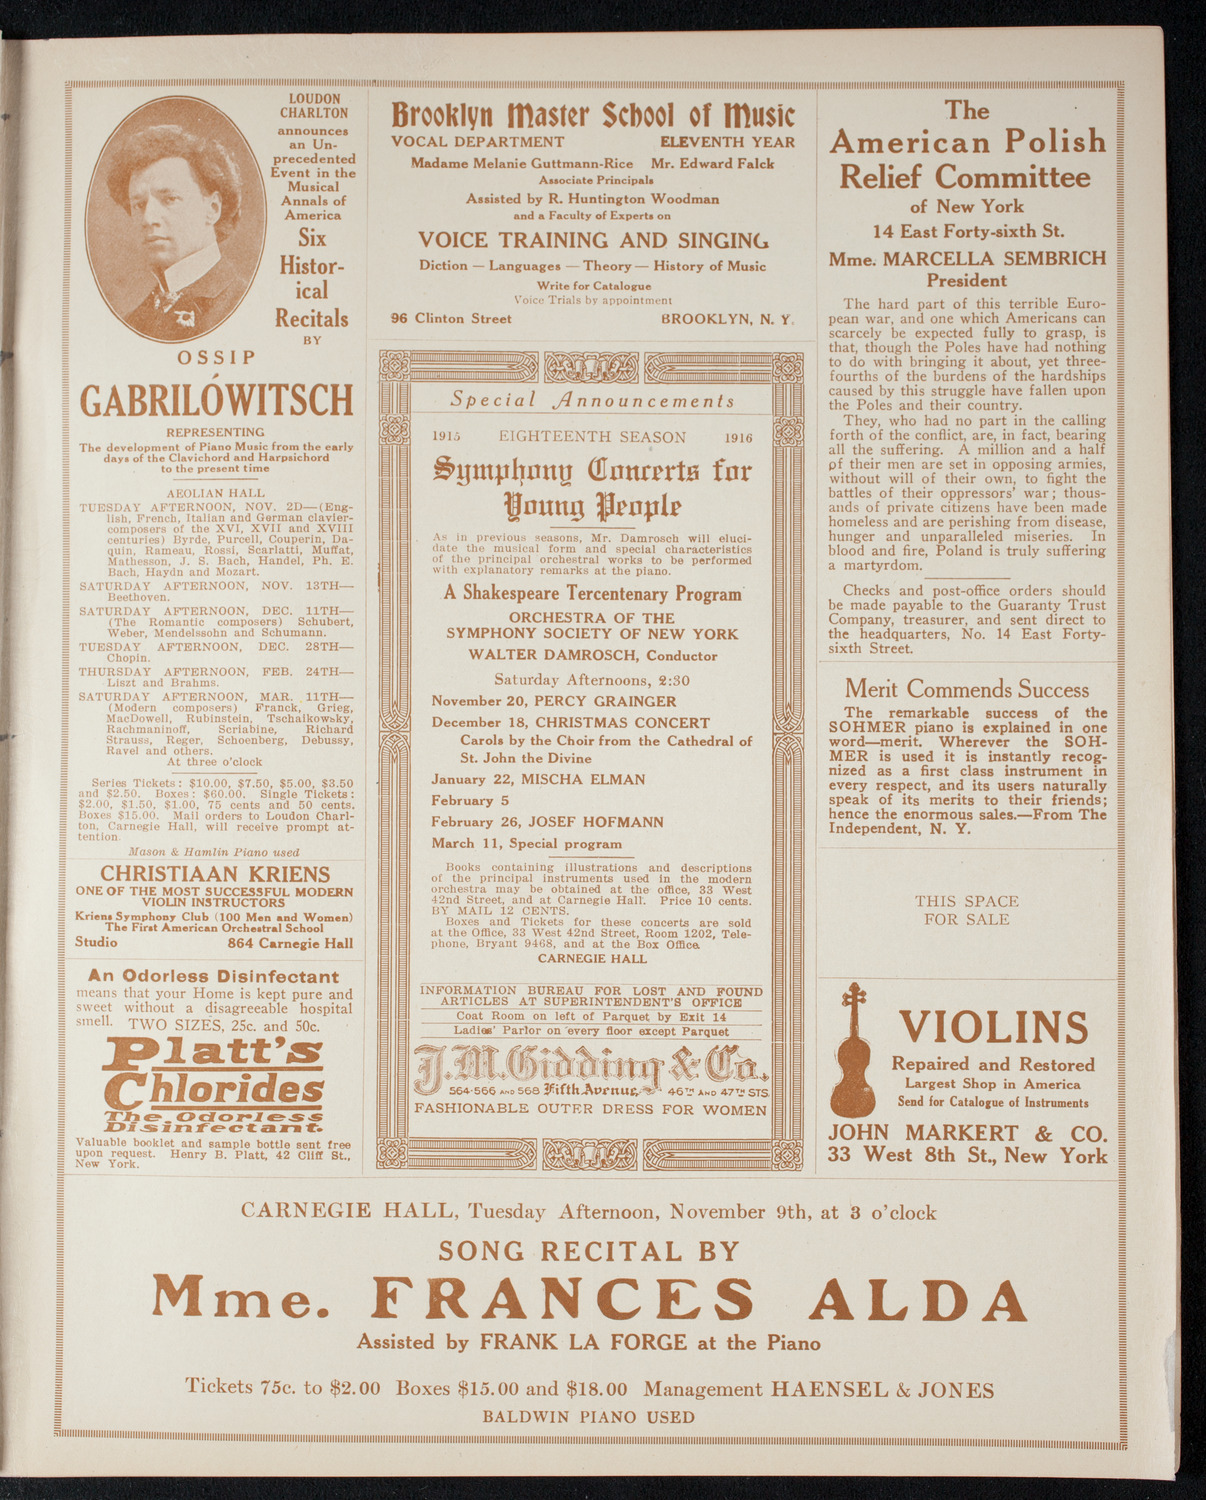 LOUDON
CHARLTON
announces
an Un-
precedented
Event in the
Musical
Annals of
America
Six
Histor-
ical
Recitals
BY
OSSIP
GABRILÓWITSCH
REPRESENTING
The development of Piano Music from the early
days of the Clavichord and Harpsichord
to the present time
AEOLIAN HALL
TUESDAY AFTERNOON, NOV. 2D—(Eng-
lish, French, Italian and German clavier-
composers of the XVI, XVII and XVIII
centuries) Byrde, Purcell, Couperin, Da-
quin, Rameau, Rossi, Scarlatti, Muffat,
Mathesson, J. S. Bach, Handel, Ph. E.
Bach, Haydn and Mozart.
SATURDAY AFTERNOON, NOV. 13TH—
Beethoven.
SATURDAY AFTERNOON, DEC. 11TH—
(The Romantic composers) Schubert,
Weber, Mendelssohn and Schumann.
TUESDAY AFTERNOON, DEC. 28TH—
Chopin.
THURSDAY AFTERNOON, FEB. 24TH—
Liszt and Brahms.
SATURDAY AFTERNOON, MAR. 11TH—
(Modern composers) Franck, Grieg,
MacDowell, Rubinstein, Tschaikowsky,
Rachmaninoff, Scriabine, Richard
Strauss, Reger, Schoenberg, Debussy,
Ravel and others.
At three o'clock
Series Tickets: $10.00, $7.50, $5.00, $3.50
and $2.50. Boxes: $60.00. Single Tickets:
$2.00, $1.50, $1.00, 75 cents and 50 cents.
Boxes $15.00. Mail orders to Loudon Charl-
ton, Carnegie Hall, will receive prompt at-
tention.
Mason & Hamlin Piano used
CHRISTIAAN KRIENS
ONE OF THE MOST SUCCESSFUL MODERN
VIOLIN INSTRUCTORS
Kriens Symphony Club (100 Men and Women)
The First American Orchestral School
Studio 864 Carnegie Hall
An Odorless Disinfectant
means that your Home is kept pure and
sweet without a disagreeable hospital
smell. TWO SIZES, 25c. and 50c.
Platt's
Chlorides
The Odorless
Disinfectant.
Valuable booklet and sample bottle sent free
upon request. Henry B. Platt, 42 Cliff St.,
New York.
Brooklyn Master School of Music
VOCAL DEPARTMENT ELEVENTH YEAR
Madame Melanie Guttmann-Rice Mr. Edward Falck
Associate Principals
Assisted by R. Huntington Woodman
and a Faculty of Experts on
VOICE TRAINING AND SINGING
Diction — Languages — Theory — History of Music
Write for Catalogue
Voice Trials by appointment
96 Clinton Street BROOKLYN, N. Y.
Special Announcements
1915 EIGHTEENTH SEASON 1916
Symphony Concerts for
Young People
As in previous seasons, Mr. Damrosch will eluci-
date the musical form and special characteristics
of the principal orchestral works to be performed
with explanatory remarks at the piano.
A Shakespeare Tercentenary Program
ORCHESTRA OF THE
SYMPHONY SOCIETY OF NEW YORK
WALTER DAMROSCH, Conductor
Saturday Afternoons, 2:30
November 20, PERCY GRAINGER
December 18, CHRISTMAS CONCERT
Carols by the Choir from the Cathedral of
St. John the Divine
January 22, MISCHA ELMAN
February 5
February 26, JOSEF HOFMANN
March 11, Special program
Books containing illustrations and descriptions
of the principal instruments used in the modern
orchestra may be obtained at the office, 33 West
42nd Street, and at Carnegie Hall. Price 10 cents.
BY MAIL 12 CENTS.
Boxes and Tickets for these concerts are sold
at the Office, 33 West 42nd Street, Room 1202, Tele-
phone, Bryant 9468, and at the Box Office
CARNEGIE HALL
INFORMATION BUREAU FOR LOST AND FOUND
ARTICLES AT SUPERINTENDENT'S OFFICE
Coat Room on left of Parquet by Exit 14
Ladies' Parlor on every floor except Parquet
J.M. Gidding & Co.
564-566 AND 568 Fifth Avenue, 46TH AND 47TH STS.
FASHIONABLE OUTER DRESS FOR WOMEN
The
American Polish
Relief Committee
of New York
14 East Forty-sixth St.
Mme. MARCELLA SEMBRICH
President
The hard part of this terrible Euro-
pean war, and one which Americans can
scarcely be expected fully to grasp, is
that, though the Poles have had nothing
to do with bringing it about, yet three-
fourths of the burdens of the hardships
caused by this struggle have fallen upon
the Poles and their country.
They, who had no part in the calling
forth of the conflict, are, in fact, bearing
all the suffering. A million and a half
of their men are set in opposing armies,
without will of their own, to fight the
battles of their oppressors' war; thous-
ands of private citizens have been made
homeless and are perishing from disease,
hunger and unparalleled miseries. In
blood and fire, Poland is truly suffering
a martyrdom.
Checks and post-office orders should
be made payable to the Guaranty Trust
Company, treasurer, and sent direct to
the headquarters, No. 14 East Forty-
sixth Street.
Merit Commends Success
The remarkable success of the
SOHMER piano is explained in one
word—merit. Wherever the SOH-
MER is used it is instantly recog-
nized as a first class instrument in
every respect, and its users naturally
speak of its merits to their friends;
hence the enormous sales.—From The
Independent, N. Y.
THIS SPACE
FOR SALE
VIOLINS
Repaired and Restored
Largest Shop in America
Send for Catalogue of Instruments
JOHN MARKERT & CO.
33 West 8th St., New York
CARNEGIE HALL, Tuesday Afternoon, November 9th, at 3 o'clock
SONG RECITAL BY
Mme. FRANCES ALDA
Assisted by FRANK LA FORGE at the Piano
Tickets 75c. to $2.00 Boxes $15.00 and $18.00 Management HAENSEL & JONES
BALDWIN PIANO USED